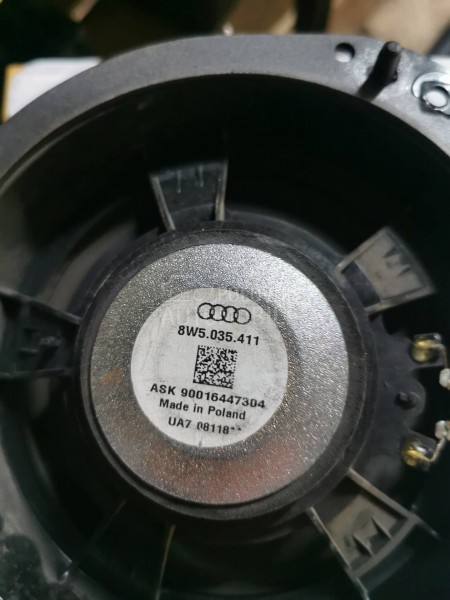 8W5.035.411
ASK 90016447304
Made in Poland
UA7 08118**